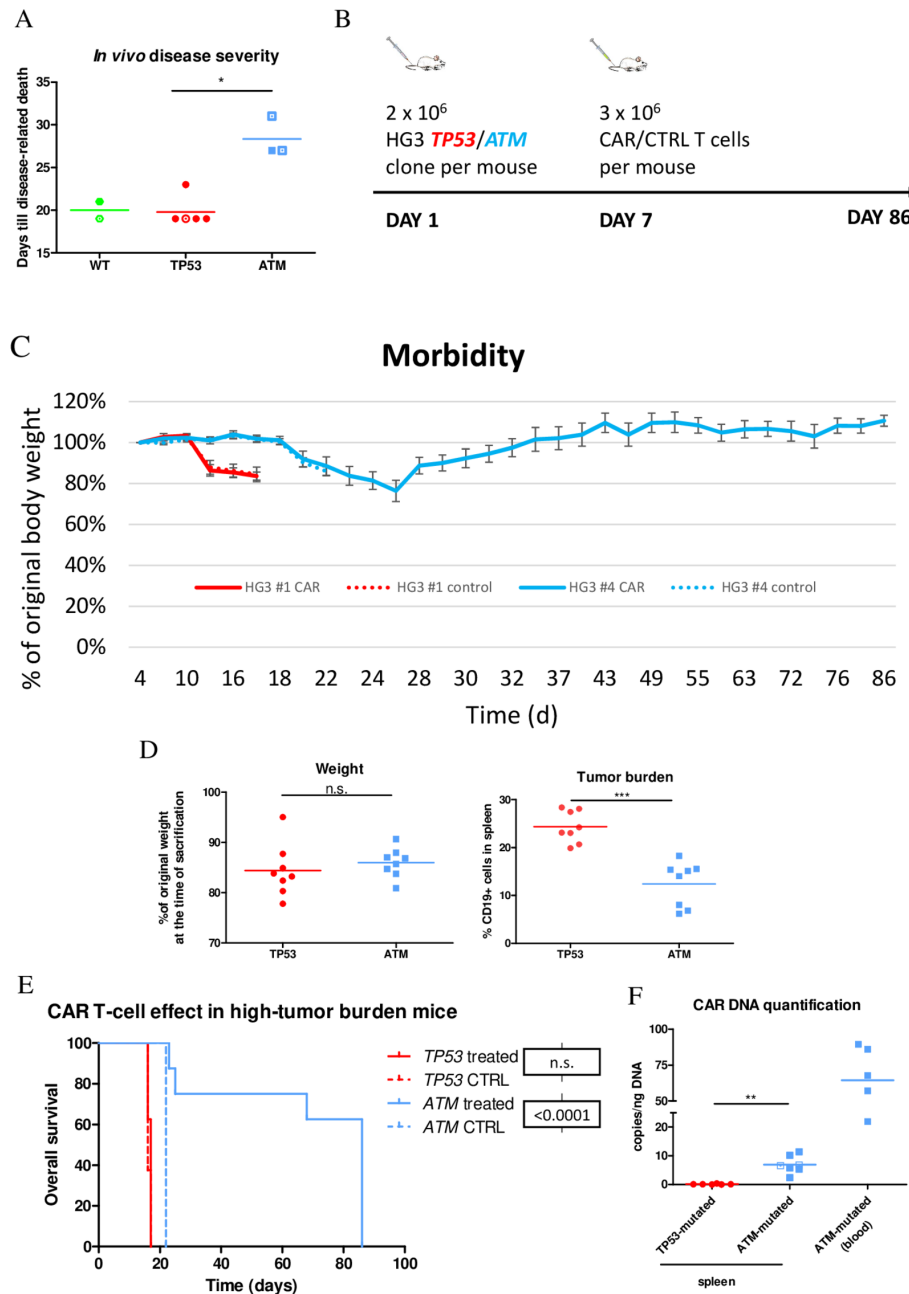 A
In vivo disease severity
*
Days till disease-related death
35
30
25
20
15
WT
TP53
ATM
B
2 x 10⁶
HG3 TP53/ATM
clone per mouse
3 x 10⁶
CAR/CTRL T cells
per mouse
DAY 1
DAY 7
DAY 86
C
Morbidity
% of original body weight
120%
100%
80%
60%
40%
20%
0%
HG3 #1 CAR
HG3 #1 control
HG3 #4 CAR
HG3 #4 control
4 10 16 18 22 24 28 30 32 37 43 49 55 63 72 76 86
Time (d)
D
Weight
n.s.
%of original weight
at the time of sacrification
100
90
80
70
TP53
ATM
Tumor burden
***
% CD19+ cells in spleen
30
20
10
0
TP53
ATM
E
CAR T-cell effect in high-tumor burden mice
Overall survival
100
80
60
40
20
0
0 20 40 60 80 100
Time (days)
TP53 treated
TP53 CTRL
ATM treated
ATM CTRL
n.s.
<0.0001
F
CAR DNA quantification
copies/ng DNA
100
75
50
20
10
0
**
TP53-mutated
ATM-mutated
ATM-mutated
(blood)
spleen